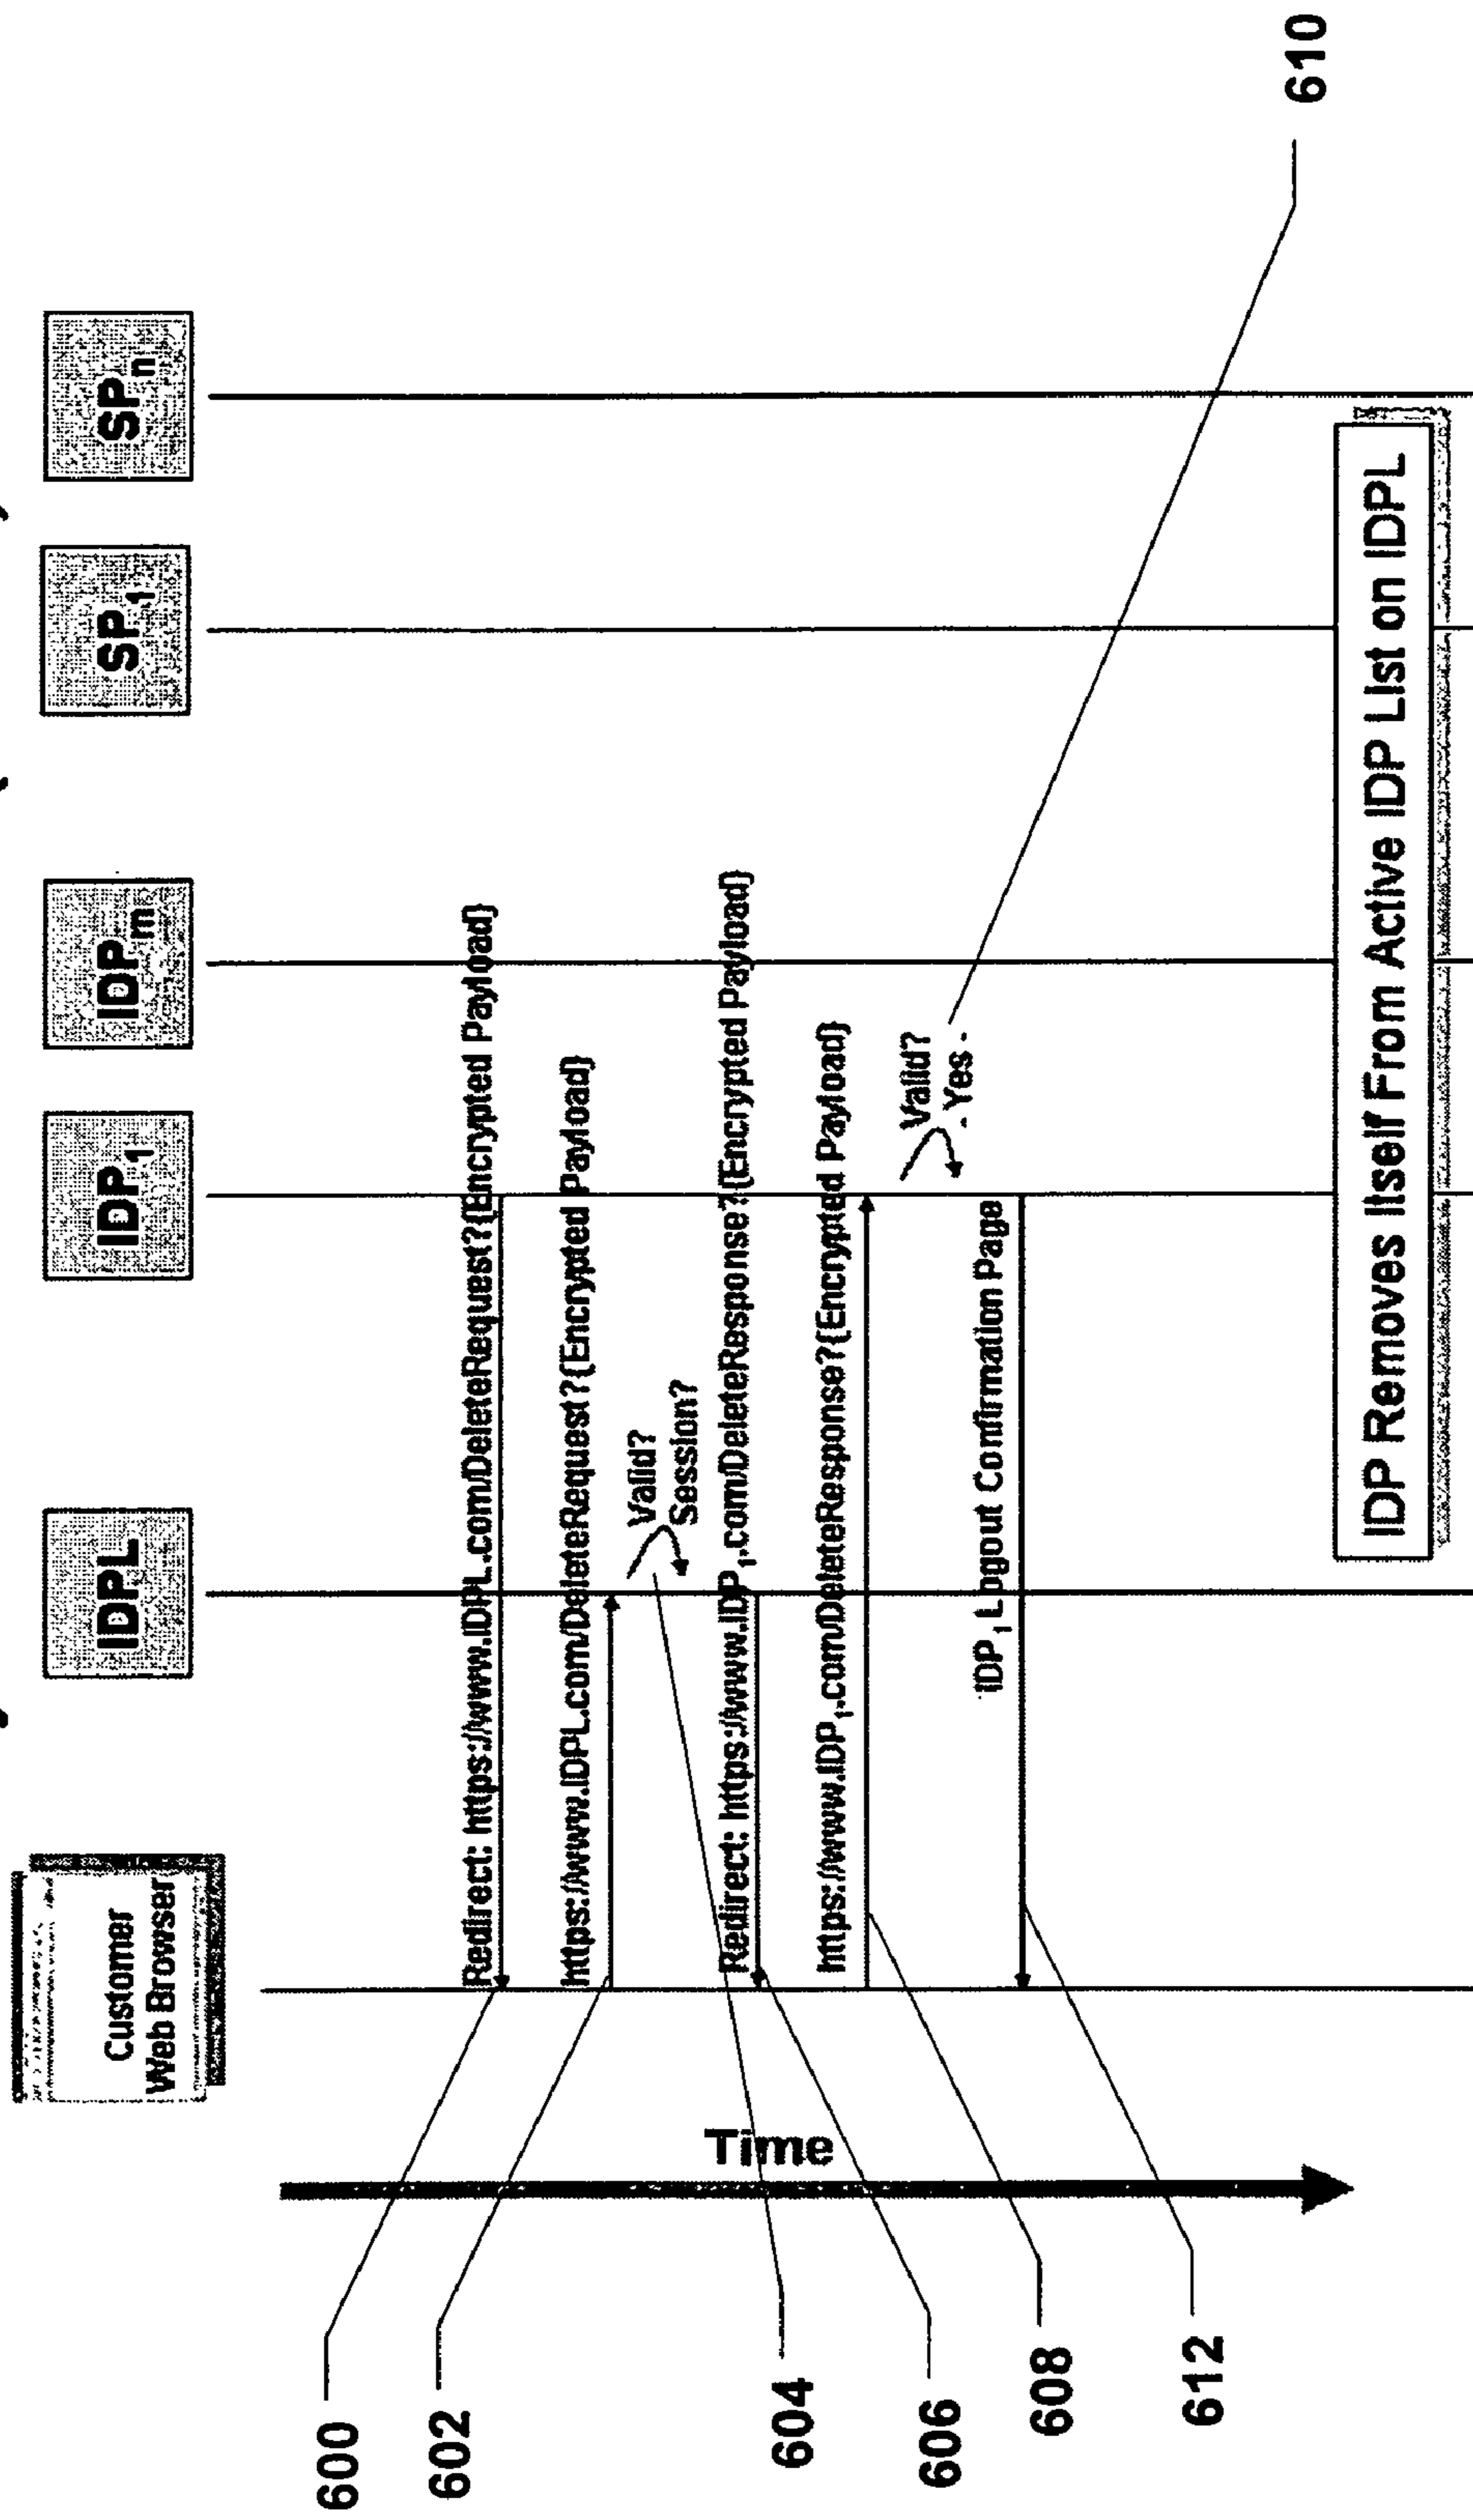 Customer
Web Browser
IDPL
IDP1
IDPm
SP1
SPn
Time
Redirect: https://www.IDPL.com/DeleteRequest?{Encrypted Payload}
https://www.IDPL.com/DeleteRequest?{Encrypted Payload}
Valid?
Session?
Redirect: https://www.IDP1.com/DeleteResponse?{Encrypted Payload}
https://www.IDP1.com/DeleteResponse?{Encrypted Payload}
Valid?
Yes
IDP1 Logout Confirmation Page
600
602
604
606
608
612
610
IDP Removes Itself From Active IDP List on IDPL